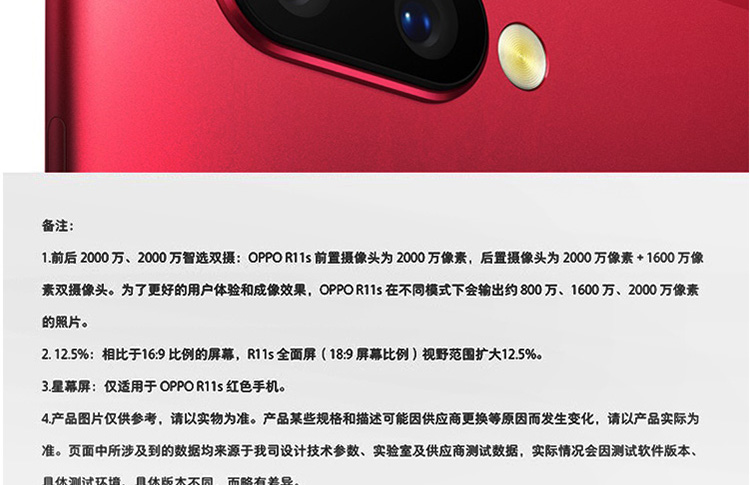 备注：
1.前后 2000 万、2000 万智选双摄：OPPO R11s 前置摄像头为 2000 万像素，后置摄像头为 2000 万像素 + 1600 万像
素双摄像头。为了更好的用户体验和成像效果，OPPO R11s 在不同模式下会输出约 800 万、1600 万、2000 万像素
的照片。
2. 12.5%：相比于16:9 比例的屏幕，R11s 全面屏（18:9 屏幕比例）视野范围扩大12.5%。
3.星幕屏：仅适用于 OPPO R11s 红色手机。
4.产品图片仅供参考，请以实物为准。产品某些规格和描述可能因供应商更换等原因而发生变化，请以产品实际为
准。页面中所涉及到的数据均来源于我司设计技术参数、实验室及供应商测试数据，实际情况会因测试软件版本、
具体测试环境、具体版本不同，而略有差异。